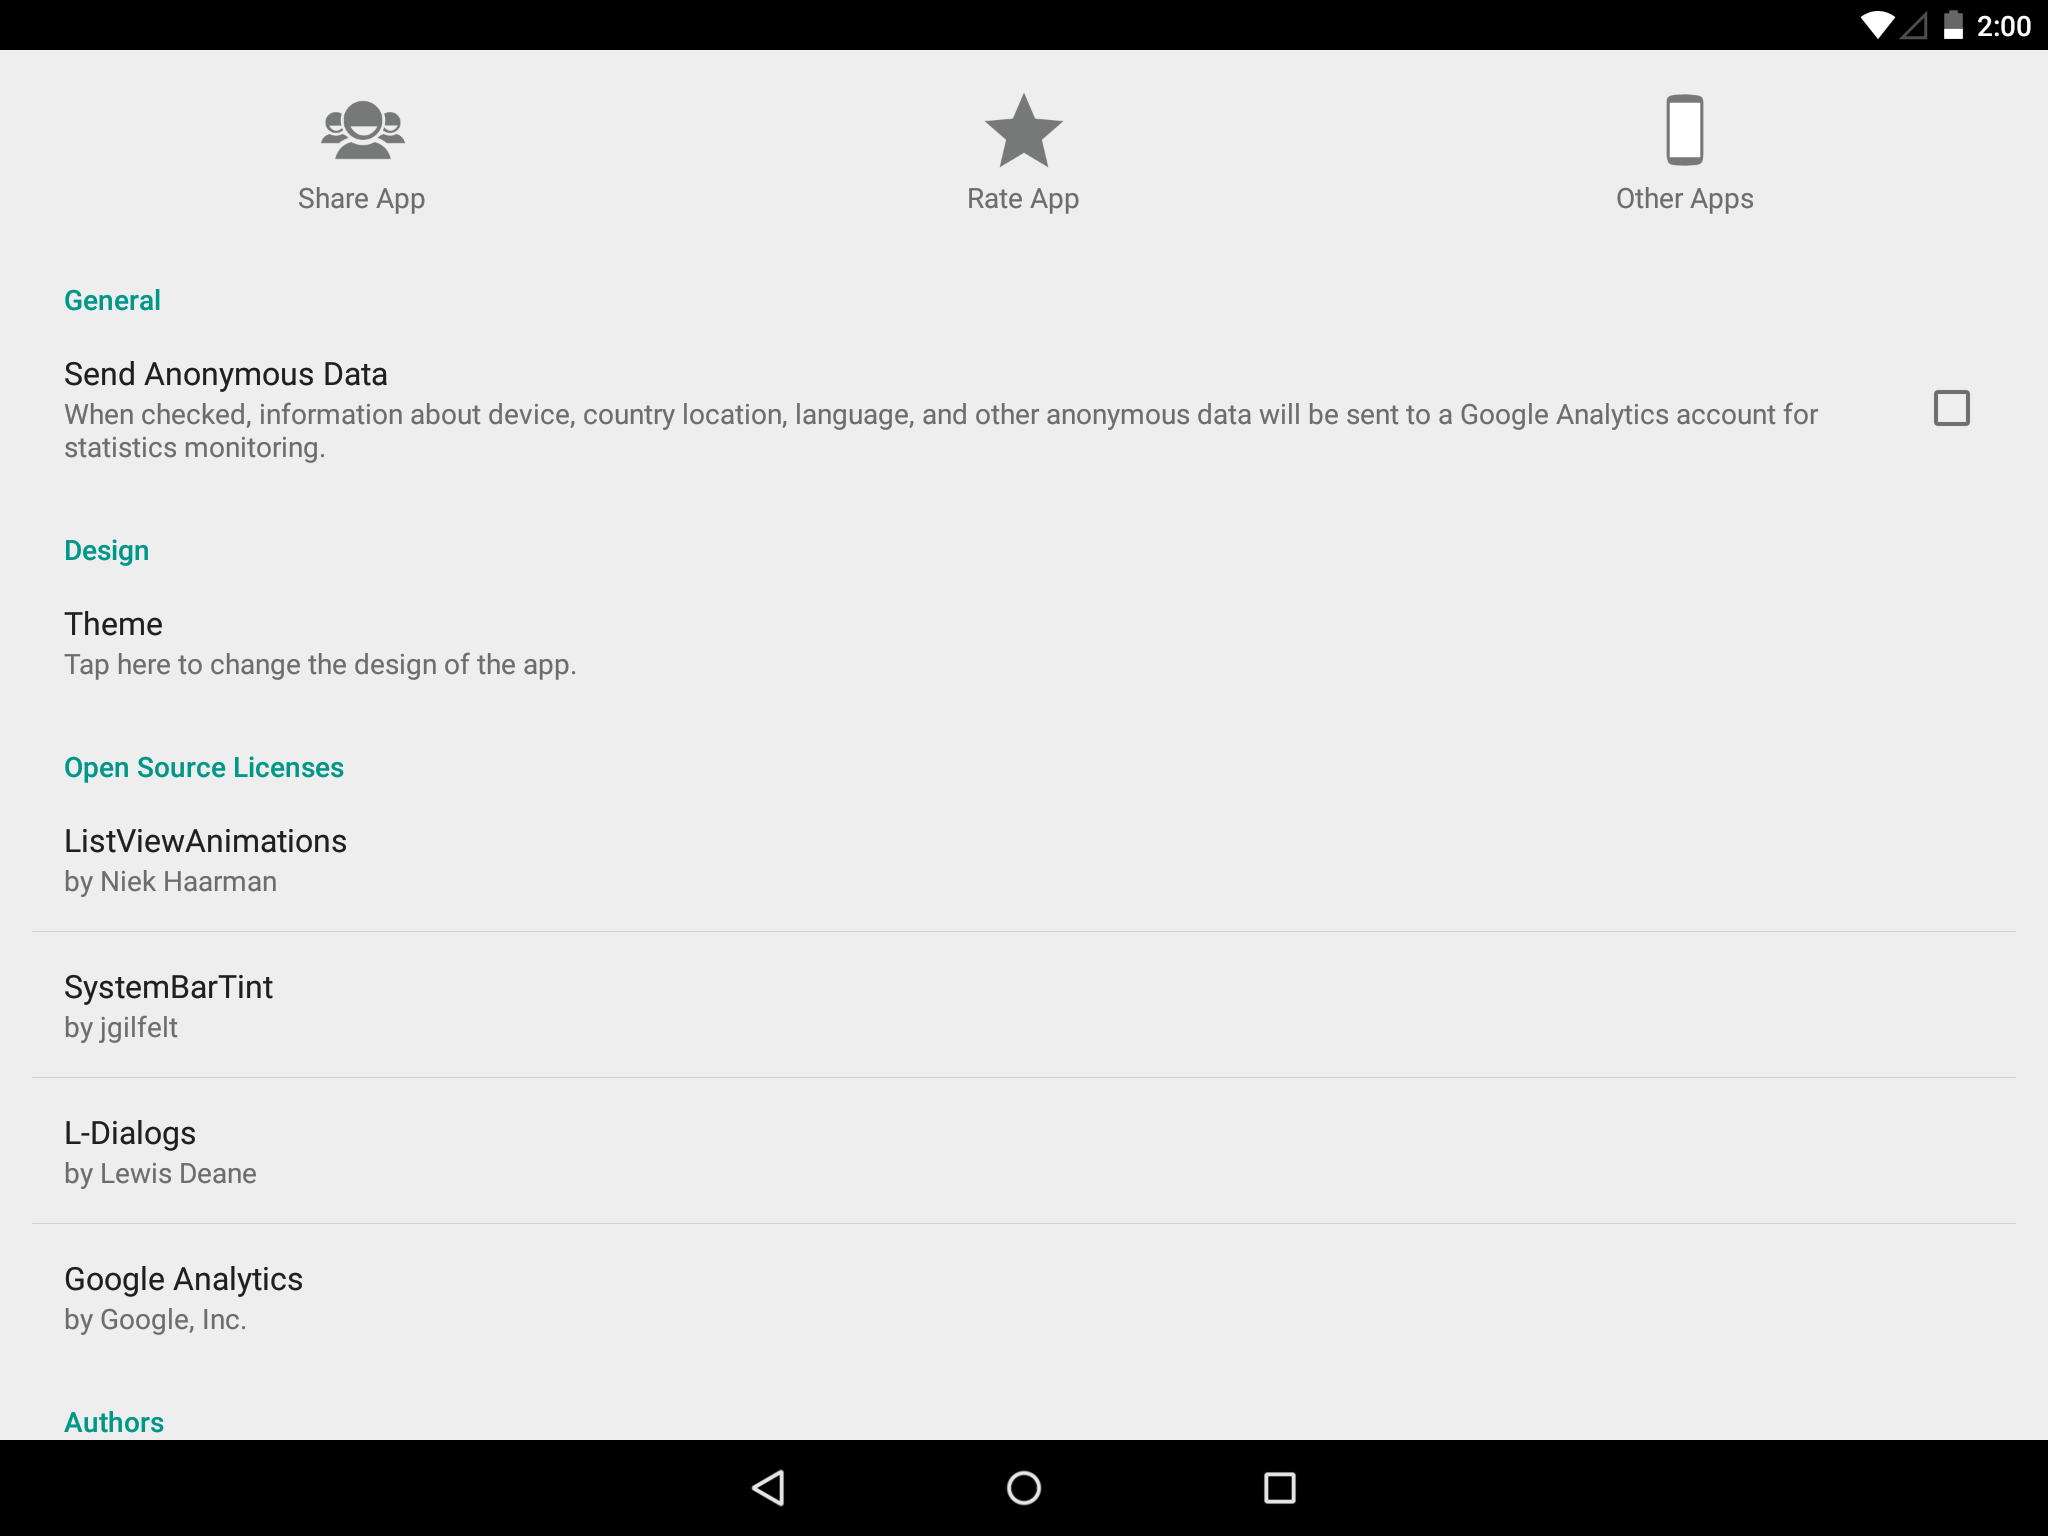 2:00
Share App
Rate App
Other Apps
General
Send Anonymous Data
When checked, information about device, country location, language, and other anonymous data will be sent to a Google Analytics account for
statistics monitoring.
Design
Theme
Tap here to change the design of the app.
Open Source Licenses
ListViewAnimations
by Niek Haarman
SystemBarTint
by jgilfelt
L-Dialogs
by Lewis Deane
Google Analytics
by Google, Inc.
Authors